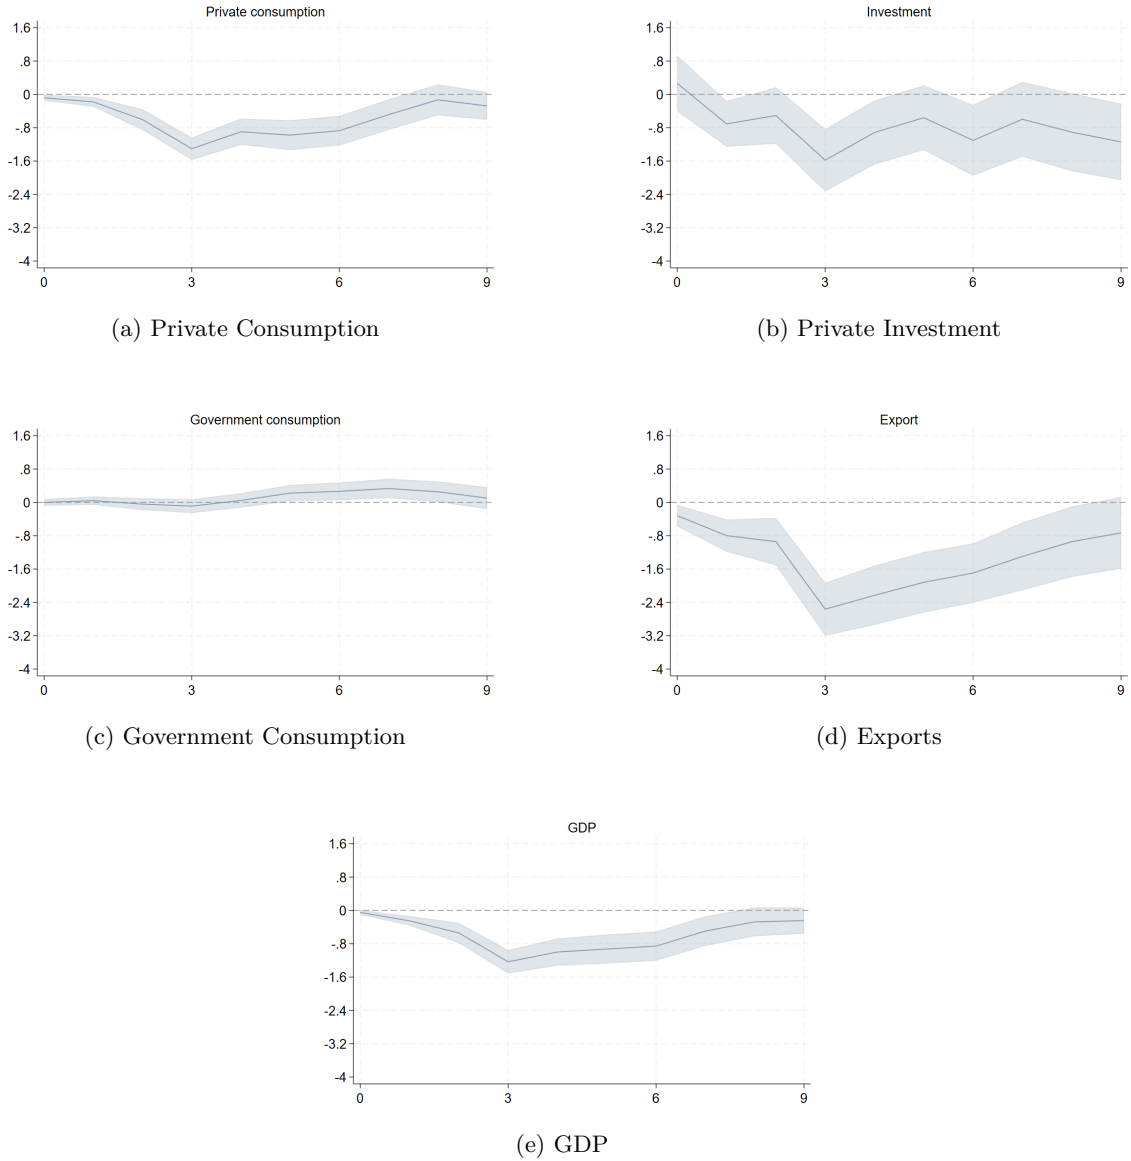 Private consumption
1.6
.8
0
-.8
-1.6
-2.4
-3.2
-4
0 3 6 9
(a) Private Consumption
Investment
1.6
.8
0
-.8
-1.6
-2.4
-3.2
-4
0 3 6 9
(b) Private Investment
Government consumption
1.6
.8
0
-.8
-1.6
-2.4
-3.2
-4
0 3 6 9
(c) Government Consumption
Export
1.6
.8
0
-.8
-1.6
-2.4
-3.2
-4
0 3 6 9
(d) Exports
GDP
1.6
.8
0
-.8
-1.6
-2.4
-3.2
-4
0 3 6 9
(e) GDP